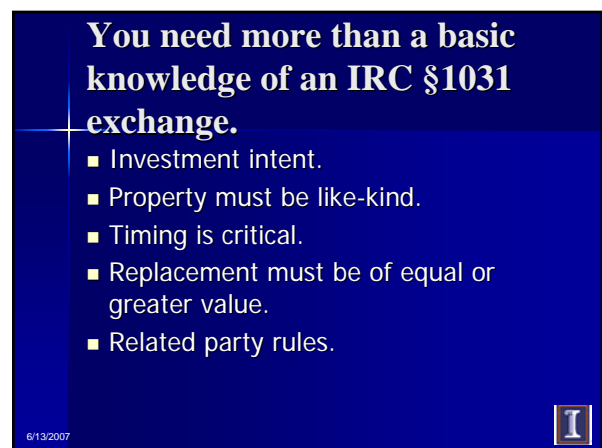 You need more than a basic
knowledge of an IRC §1031
exchange.
Investment intent.
Property must be like-kind.
Timing is critical.
Replacement must be of equal or
greater value.
Related party rules.
6/13/2007
I